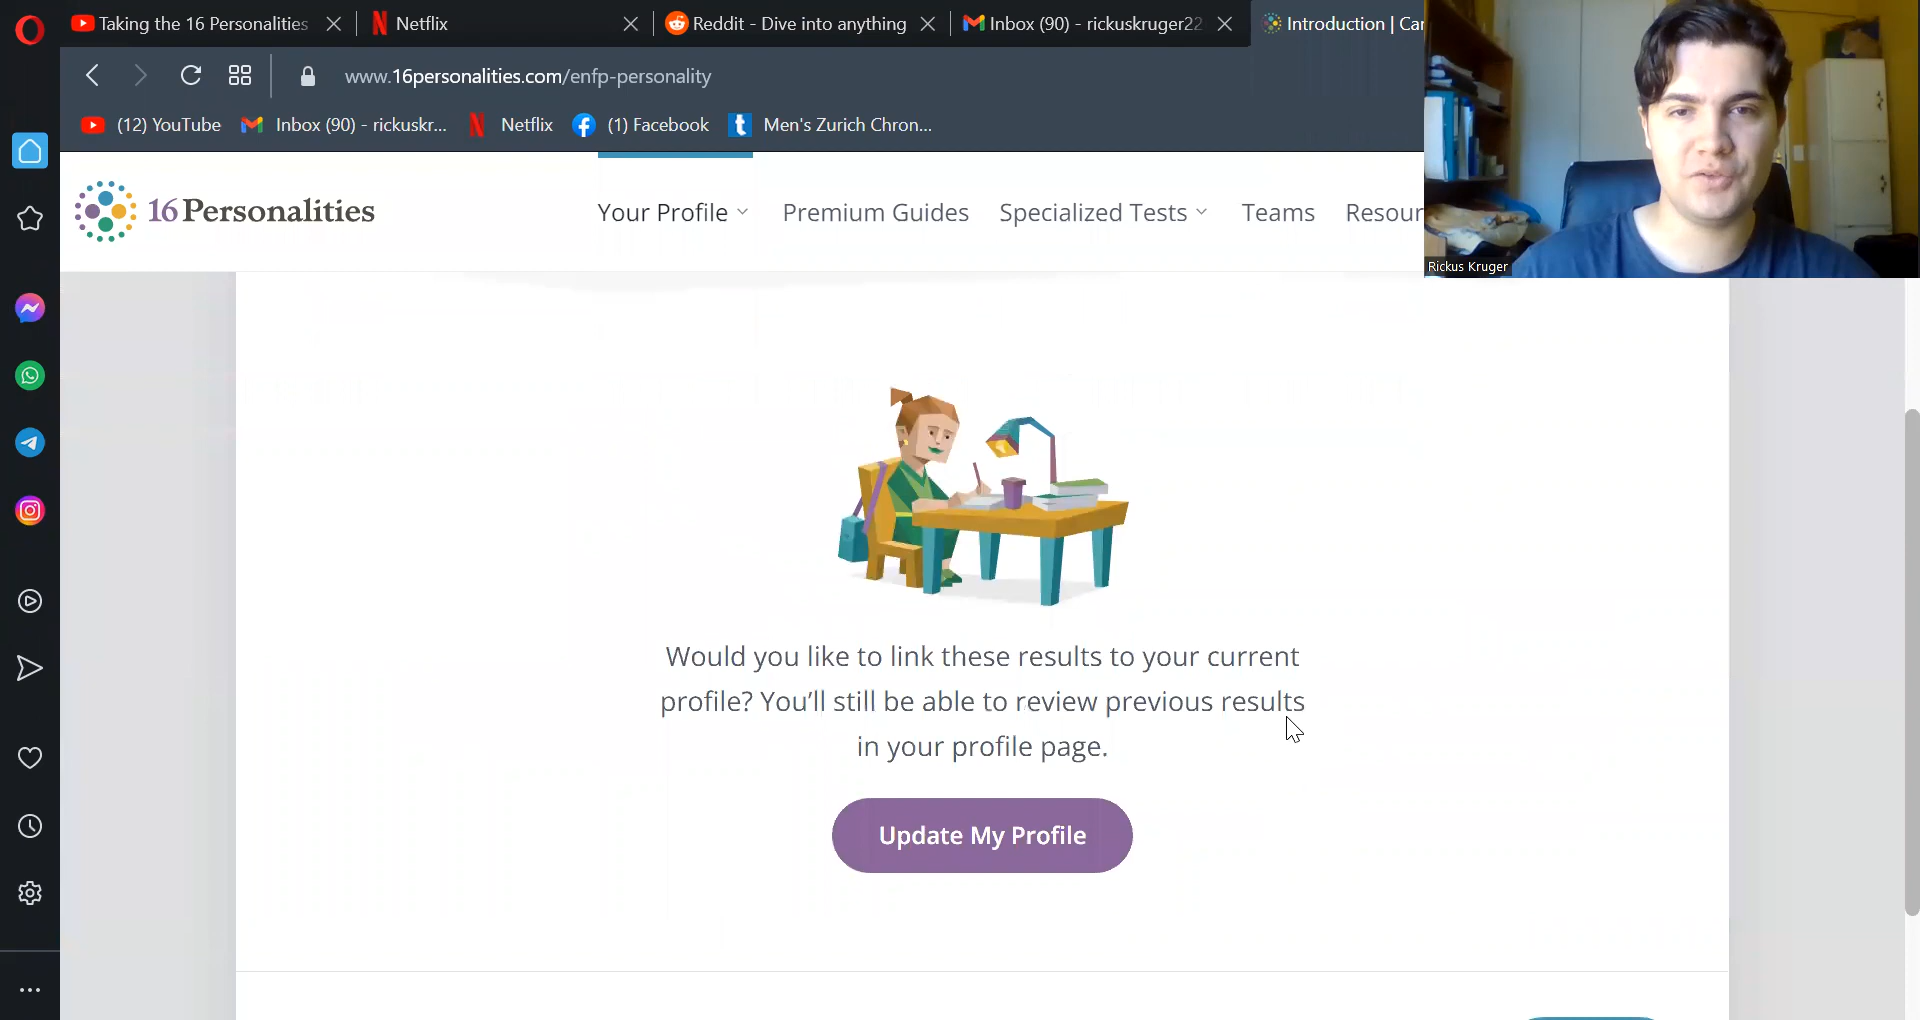 Taking the 16 Personalities
Netflix
Reddit - Dive into anything
Inbox (90) - rickuskruger22
Introduction | Car
www.16personalities.com/enfp-personality
(12) YouTube
Inbox (90) - rickuskr...
Netflix
(1) Facebook
t
Men's Zurich Chron...
16Personalities
Your Profile
Premium Guides
Specialized Tests
Teams
Resour
Rickus Kruger
Would you like to link these results to your current
profile? You'll still be able to review previous results
in your profile page.
Update My Profile